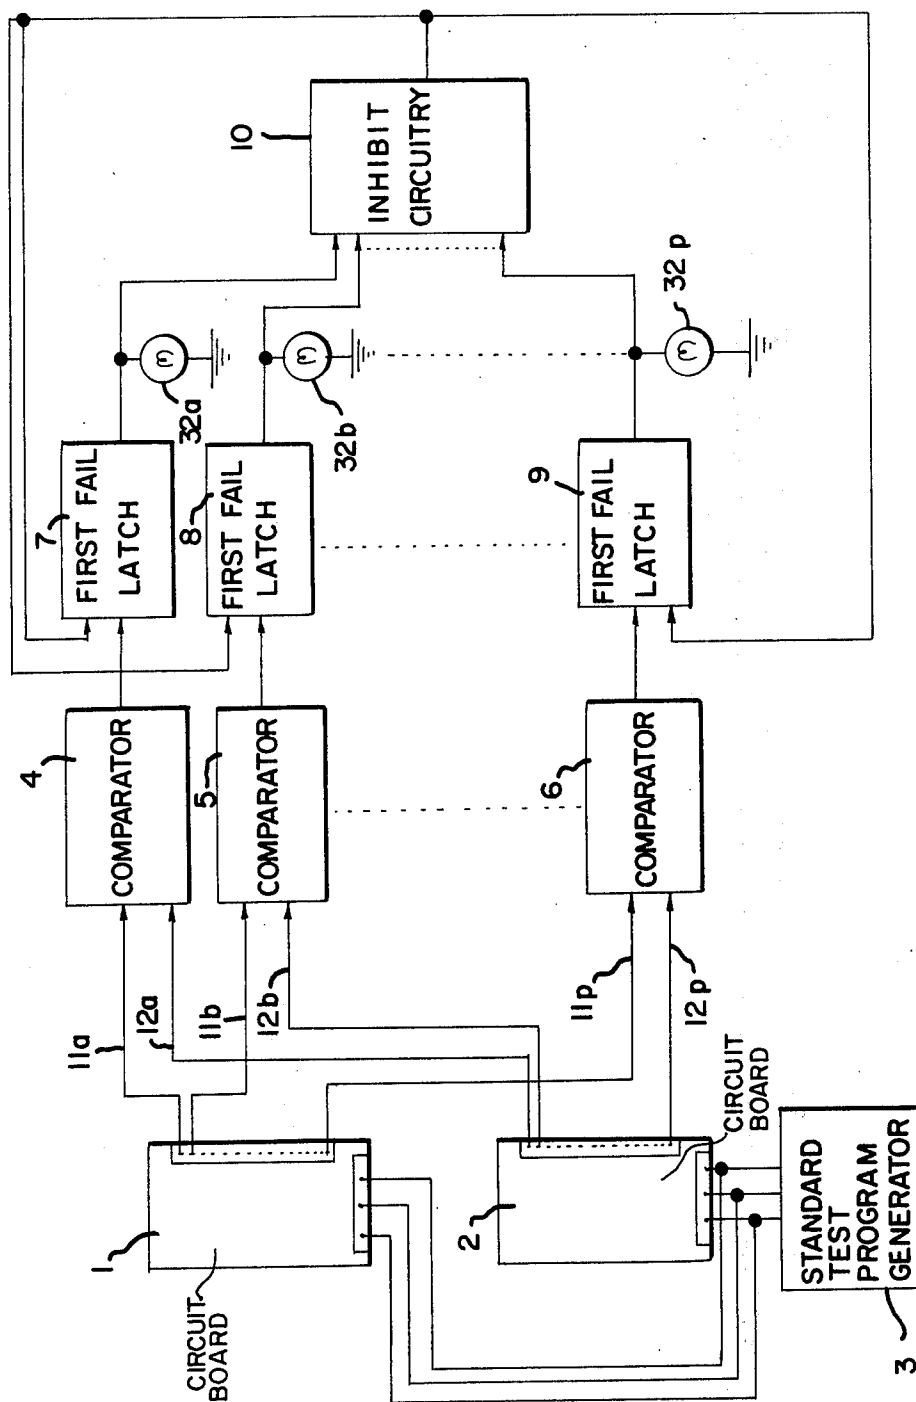 10
INHIBIT
CIRCUITRY
32a
32b
32p
7
FIRST FAIL
LATCH
8
FIRST FAIL
LATCH
9
FIRST FAIL
LATCH
4
COMPARATOR
5
COMPARATOR
6
COMPARATOR
11a
12a
11b
12b
11p
12p
1
CIRCUIT
BOARD
2
CIRCUIT
BOARD
STANDARD
TEST
PROGRAM
GENERATOR
3